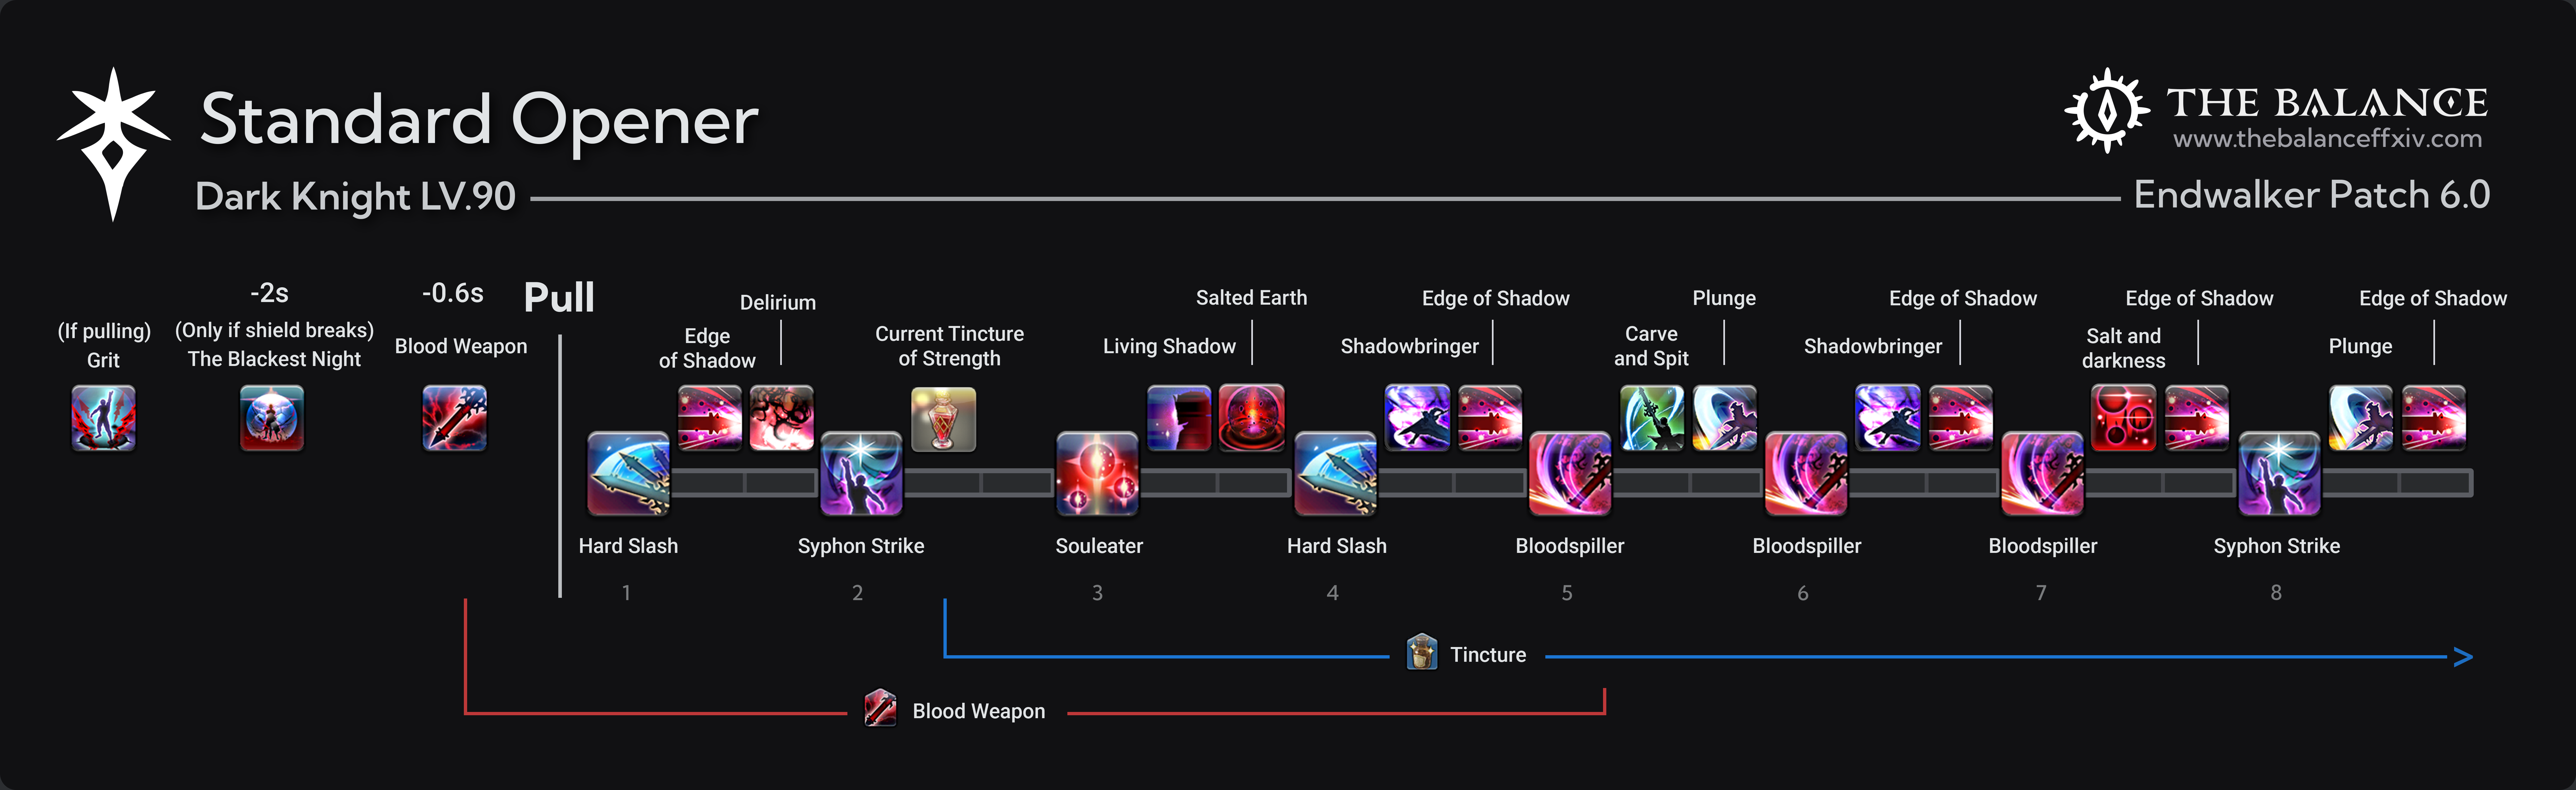 Standard Opener
THE BALANCE
www.thebalanceffxiv.com
Dark Knight LV.90
Endwalker Patch 6.0
(If pulling)
Grit
-2s
(Only if shield breaks)
The Blackest Night
-0.6s
Blood Weapon
Pull
Edge
of Shadow
Delirium
Current Tincture
of Strength
Living Shadow
Salted Earth
Shadowbringer
Edge of Shadow
Carve
and Spit
Plunge
Shadowbringer
Edge of Shadow
Salt and
darkness
Edge of Shadow
Plunge
Edge of Shadow
Hard Slash
Syphon Strike
Souleater
Hard Slash
Bloodspiller
Bloodspiller
Bloodspiller
Syphon Strike
1
2
3
4
5
6
7
8
Tincture
Blood Weapon